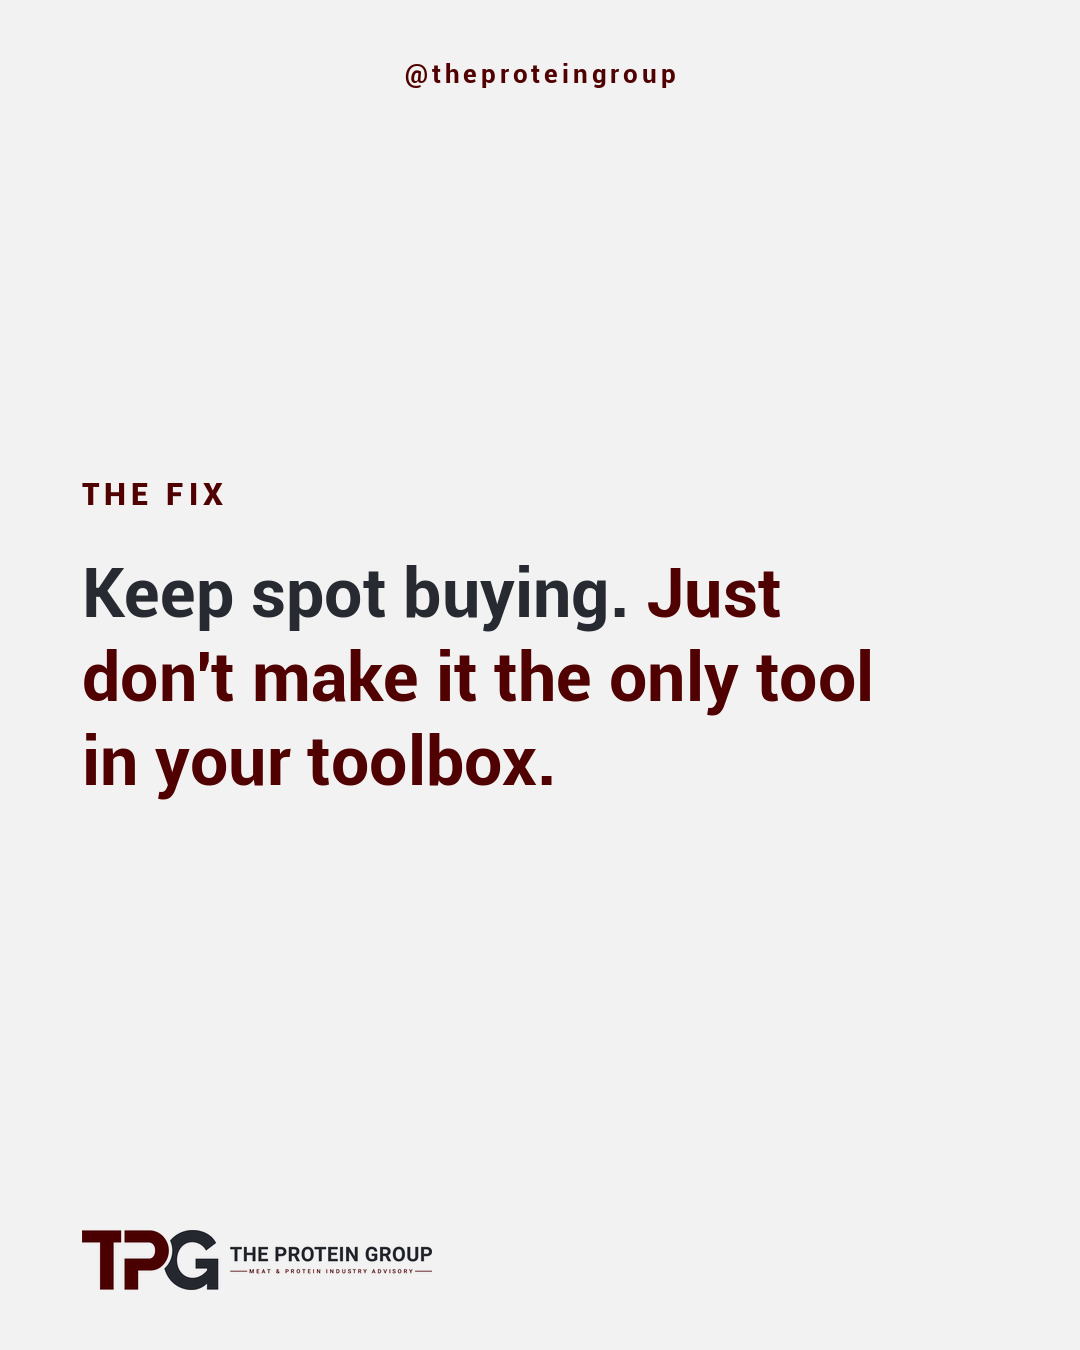 @theproteingroup
THE FIX
Keep spot buying. Just
don't make it the only tool
in your toolbox.
TPG
THE PROTEIN GROUP
MEAT & PROTEIN INDUSTRY ADVISORY